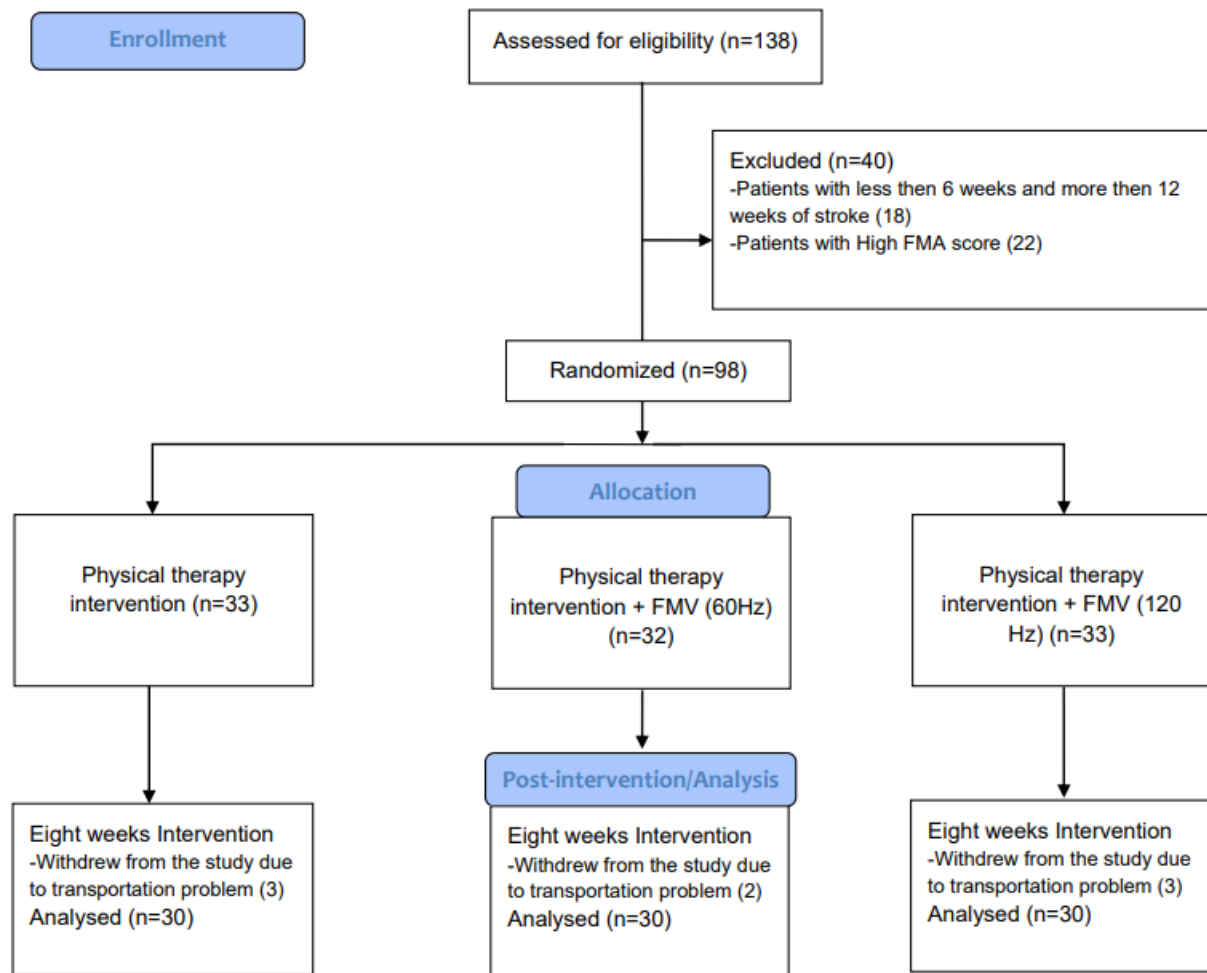 Enrollment
Assessed for eligibility (n=138)
Excluded (n=40)
-Patients with less then 6 weeks and more then 12
weeks of stroke (18)
-Patients with High FMA score (22)
Randomized (n=98)
Allocation
Physical therapy
intervention (n=33)
Physical therapy
intervention + FMV (60Hz)
(n=32)
Physical therapy
intervention + FMV (120
Hz) (n=33)
Post-intervention/Analysis
Eight weeks Intervention
-Withdrew from the study due
to transportation problem (3)
Analysed (n=30)
Eight weeks Intervention
-Withdrew from the study due
to transportation problem (2)
Analysed (n=30)
Eight weeks Intervention
-Withdrew from the study due
to transportation problem (3)
Analysed (n=30)